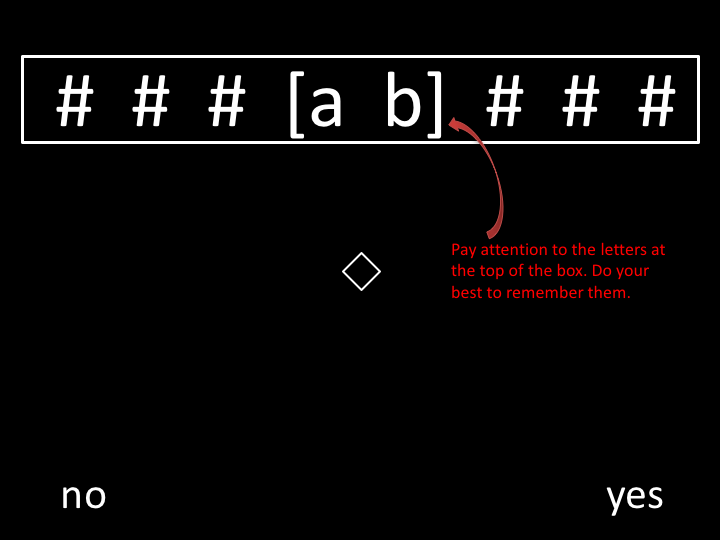 # # # [a b] # # #
Pay attention to the letters at
the top of the box. Do your
best to remember them.
no yes